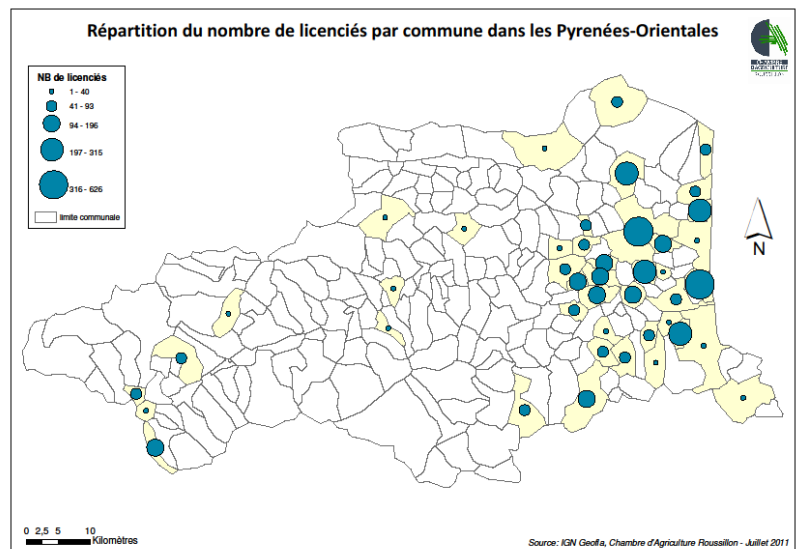 Répartition du nombre de licenciés par commune dans les Pyrenées-Orientales
NB de licenciés
1 - 40
41 - 93
94 - 196
197 - 315
316 - 626
limite communale
N
0 2,5 5 10
Kilomètres
Source: IGN Geofla, Chambre d'Agriculture Roussillon - Juillet 2011